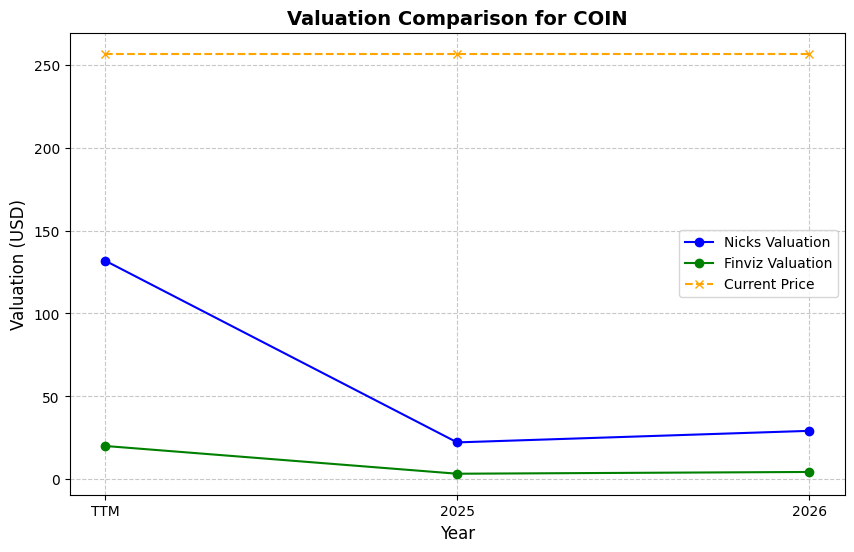 Valuation Comparison for COIN
Valuation (USD)
250
200
150
100
50
0
Nicks Valuation
Finviz Valuation
Current Price
TTM
2025
2026
Year